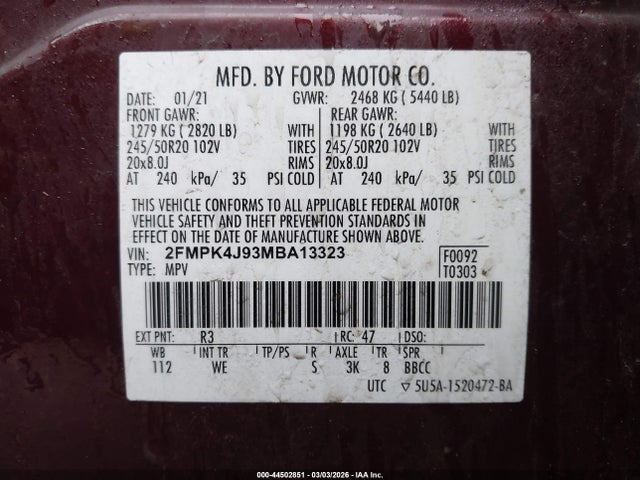 MFD. BY FORD MOTOR CO.
DATE: 01/21 GVWR: 2468 KG ( 5440 LB)
FRONT GAWR: REAR GAWR:
1279 KG ( 2820 LB) WITH 1198 KG ( 2640 LB) WITH
245/50R20 102V TIRES 245/50R20 102V TIRES
20x8.0J RIMS 20x8.0J RIMS
AT 240 kPa/ 35 PSI COLD AT 240 kPa/ 35 PSI COLD
THIS VEHICLE CONFORMS TO ALL APPLICABLE FEDERAL MOTOR
VEHICLE SAFETY AND THEFT PREVENTION STANDARDS IN
EFFECT ON THE DATE OF MANUFACTURE SHOWN ABOVE.
VIN: 2FMPK4J93MBA13323 F0092
TYPE: MPV T0303
EXT PNT: R3 RC: 47 DSO:
WB INT TR TP/PS R AXLE TR SPR
112 WE S 3K 8 BBCC
UTC ▽ 5U5A-1520472-BA
000-44502851 - 03/03/2026 - IAA Inc.